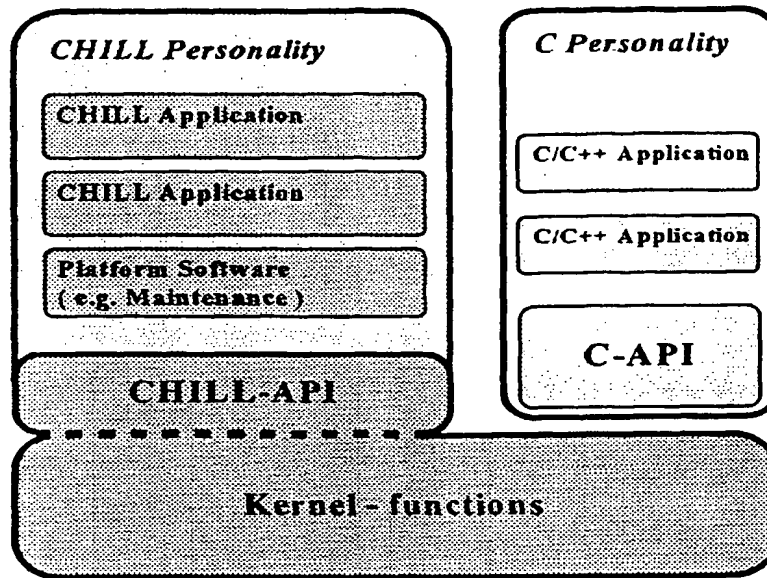 CHILL Personality
CHILL Application
CHILL Application
Platform Software
( e.g. Maintenance )
CHILL-API
C Personality
C/C++ Application
C/C++ Application
C-API
Kernel - functions